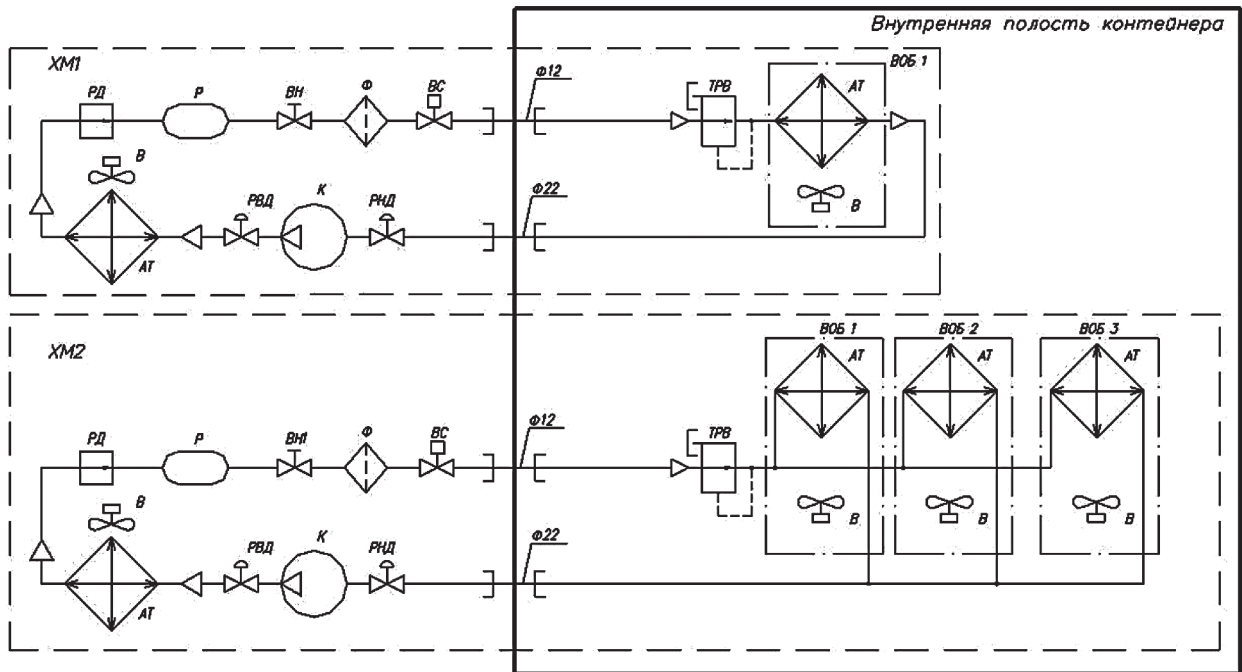 Внутренняя полость контейнера
ХМ1
ВОБ 1
РД
Р
ВН
Ф
ВС
Ф12
ТРВ
АТ
В
РВД
К
РНД
Ф22
В
АТ
ХМ2
ВОБ 1
ВОБ 2
ВОБ 3
АТ
АТ
АТ
РД
Р
ВН1
Ф
ВС
Ф12
ТРВ
В
В
В
В
РВД
К
РНД
Ф22
АТ